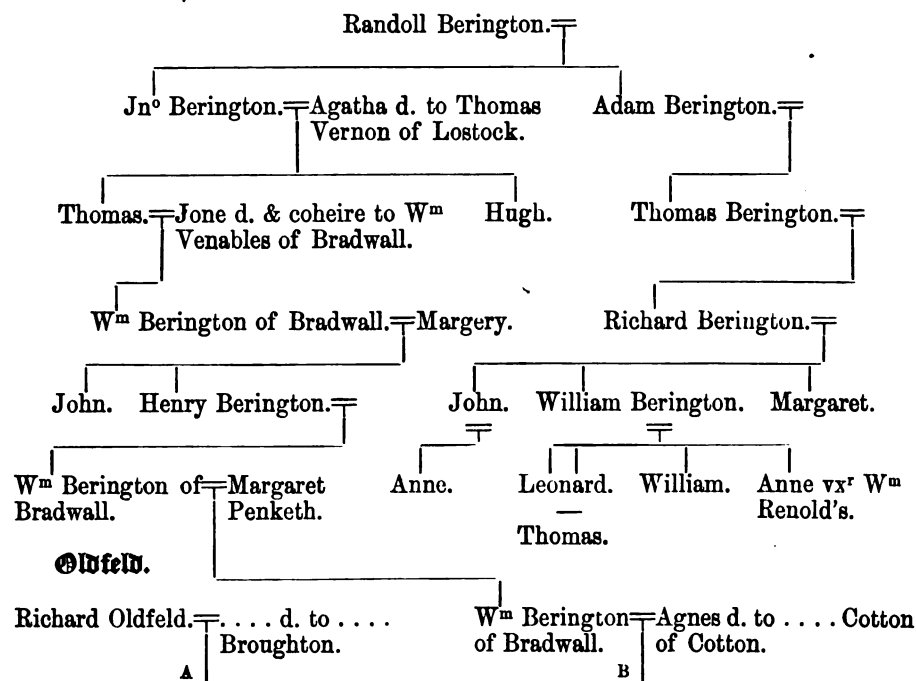 Randoll Berington.
Jnº Berington. Agatha d. to Thomas Vernon of Lostock. Adam Berington.
Thomas. Jone d. & coheire to Wᵐ Venables of Bradwall. Hugh. Thomas Berington.
Wᵐ Berington of Bradwall. Margery. Richard Berington.
John. Henry Berington. John. William Berington. Margaret.
Wᵐ Berington of Bradwall. Margaret Penketh. Anne. Leonard. — Thomas. William. Anne vxʳ Wᵐ Renold's.
Oldfeld.
Richard Oldfeld. . . . . d. to . . . . Broughton. Wᵐ Berington of Bradwall. Agnes d. to . . . . Cotton of Cotton.
A B